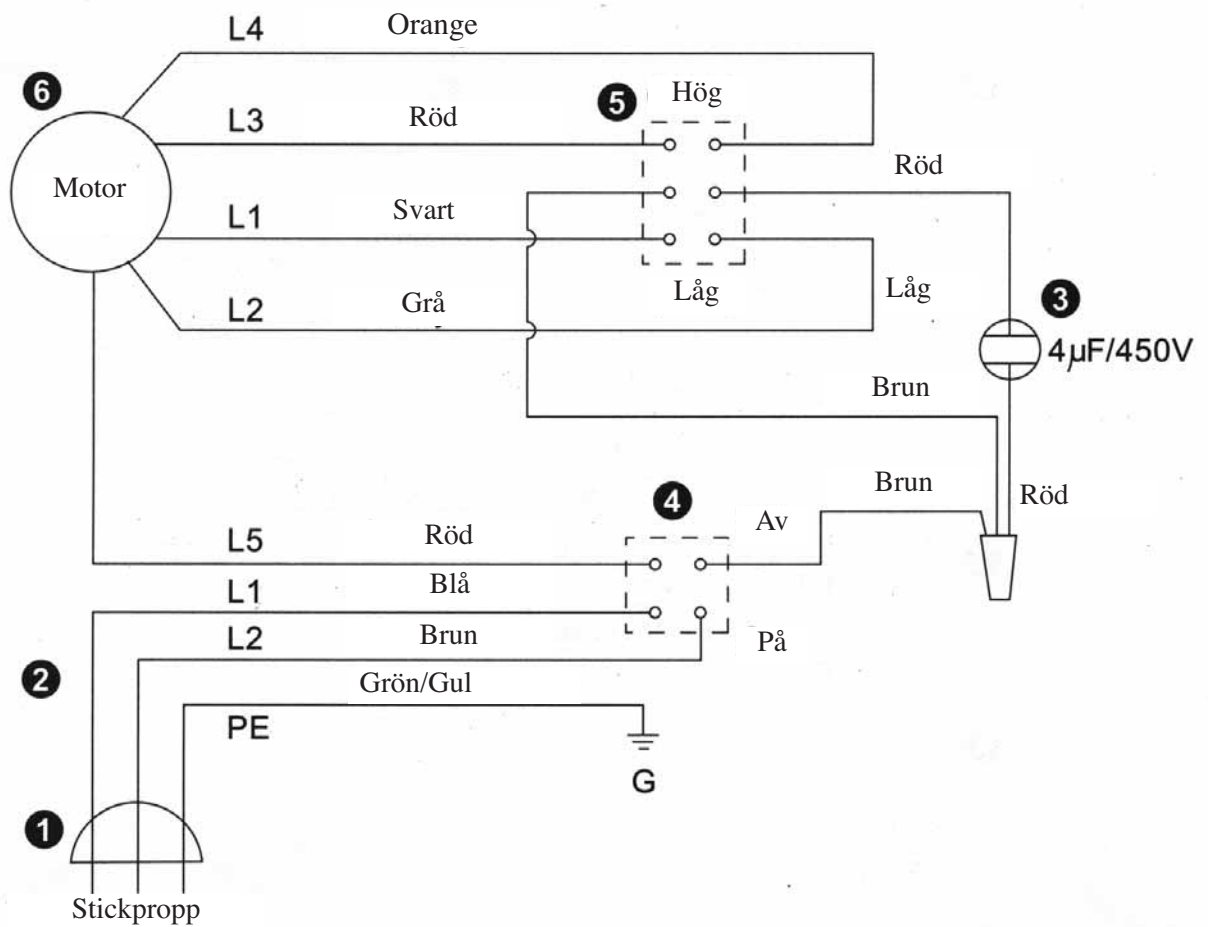 L4 Orange
6
5 Hög
L3 Röd
Röd
Motor
L1 Svart
Låg
Låg
3
L2 Grå
4µF/450V
Brun
Brun
Röd
4
Av
L5 Röd
L1 Blå
L2 Brun
På
2
Grön/Gul
PE
G
1
Stickpropp